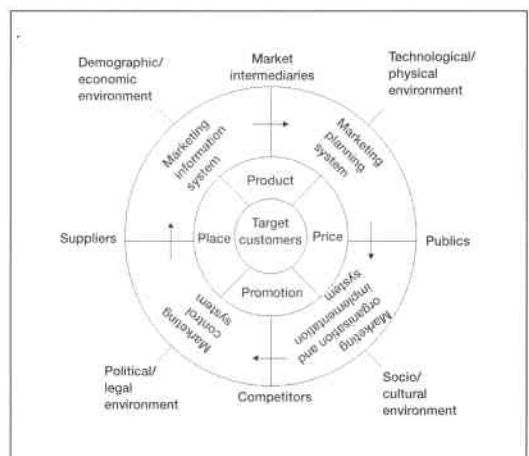 Demographic/
economic
environment
Market
intermediaries
Technological/
physical
environment
Marketing
information
system
Marketing
planning
system
Product
Suppliers
Place
Target
customers
Price
Publics
Promotion
Marketing
control
system
Marketing
organisation and
implementation
system
Political/
legal
environment
Competitors
Socio/
cultural
environment